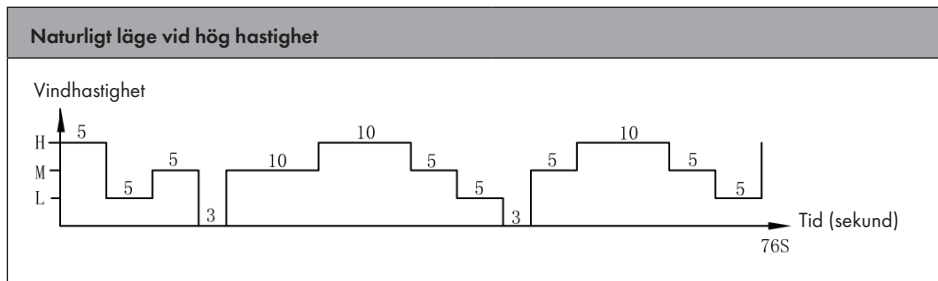 Naturligt läge vid hög hastighet
Vindhastighet
H 5 10 10
M 5 10 5 5 5
L 5 5 5
3 3
Tid (sekund)
76S